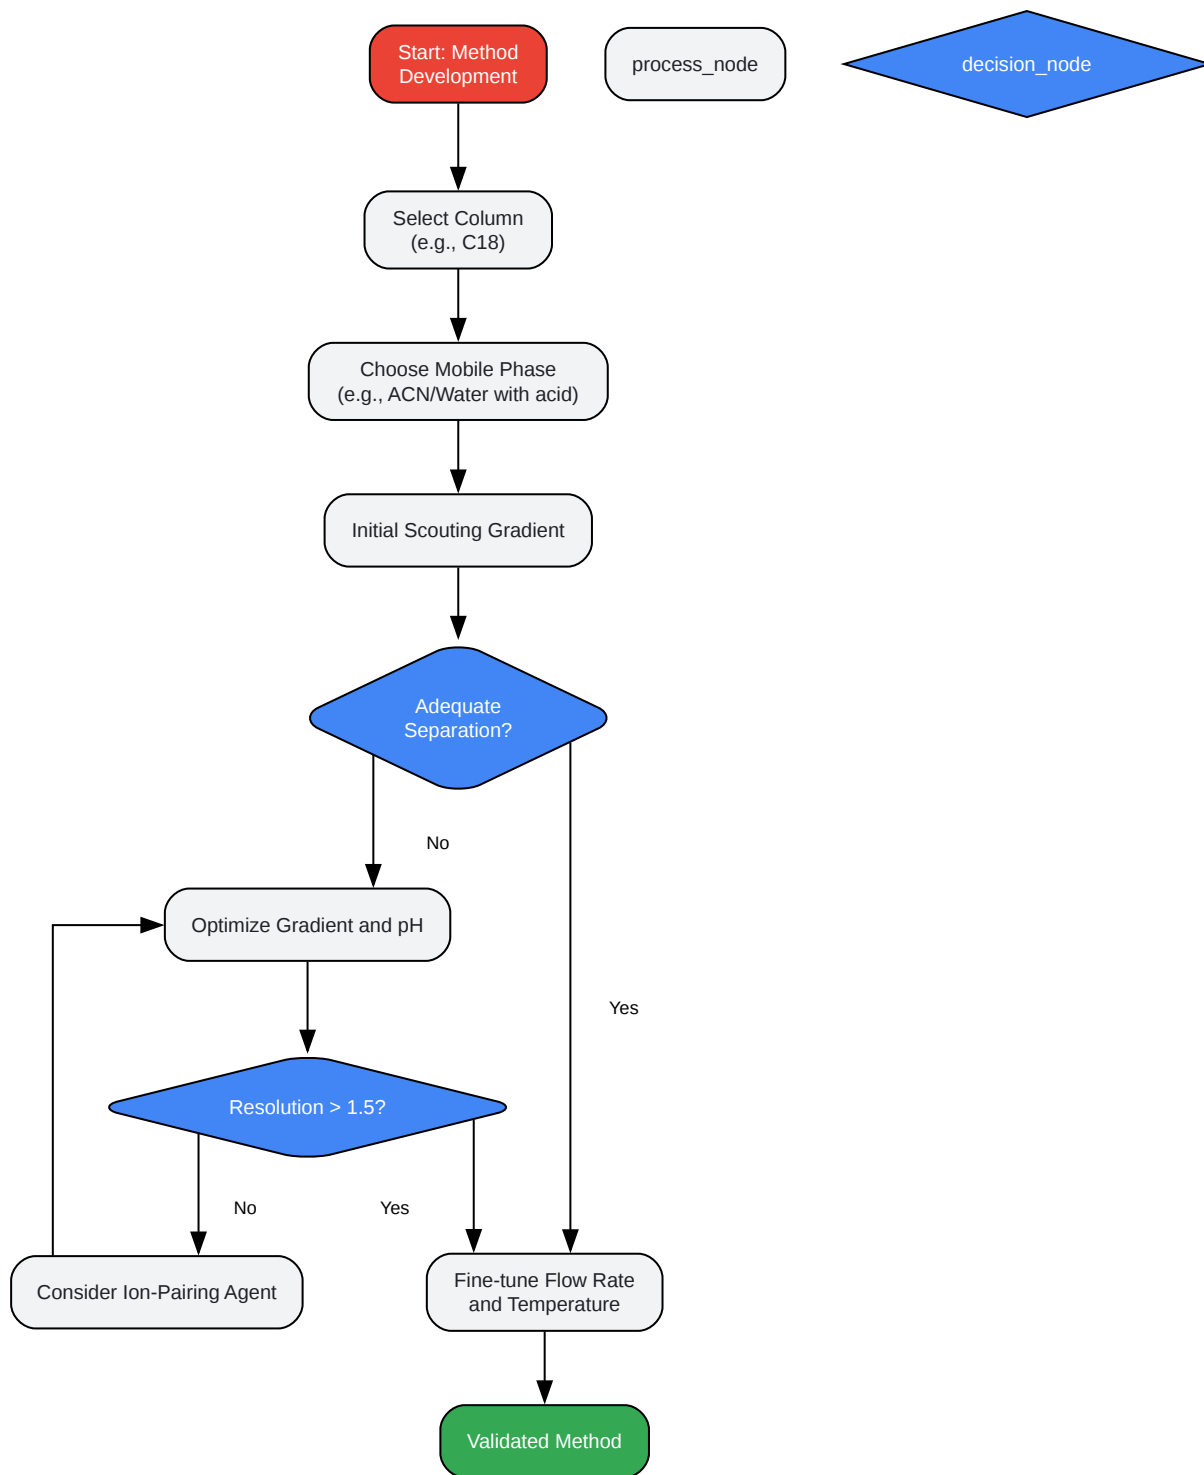 Start: Method
Development
process_node
decision_node
Select Column
(e.g., C18)
Choose Mobile Phase
(e.g., ACN/Water with acid)
Initial Scouting Gradient
Adequate
Separation?
No
Optimize Gradient and pH
Yes
Resolution > 1.5?
No
Yes
Consider Ion-Pairing Agent
Fine-tune Flow Rate
and Temperature
Validated Method